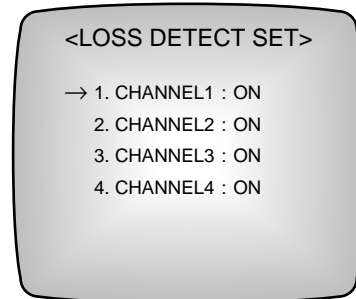 <LOSS DETECT SET>
→ 1. CHANNEL1 : ON
2. CHANNEL2 : ON
3. CHANNEL3 : ON
4. CHANNEL4 : ON